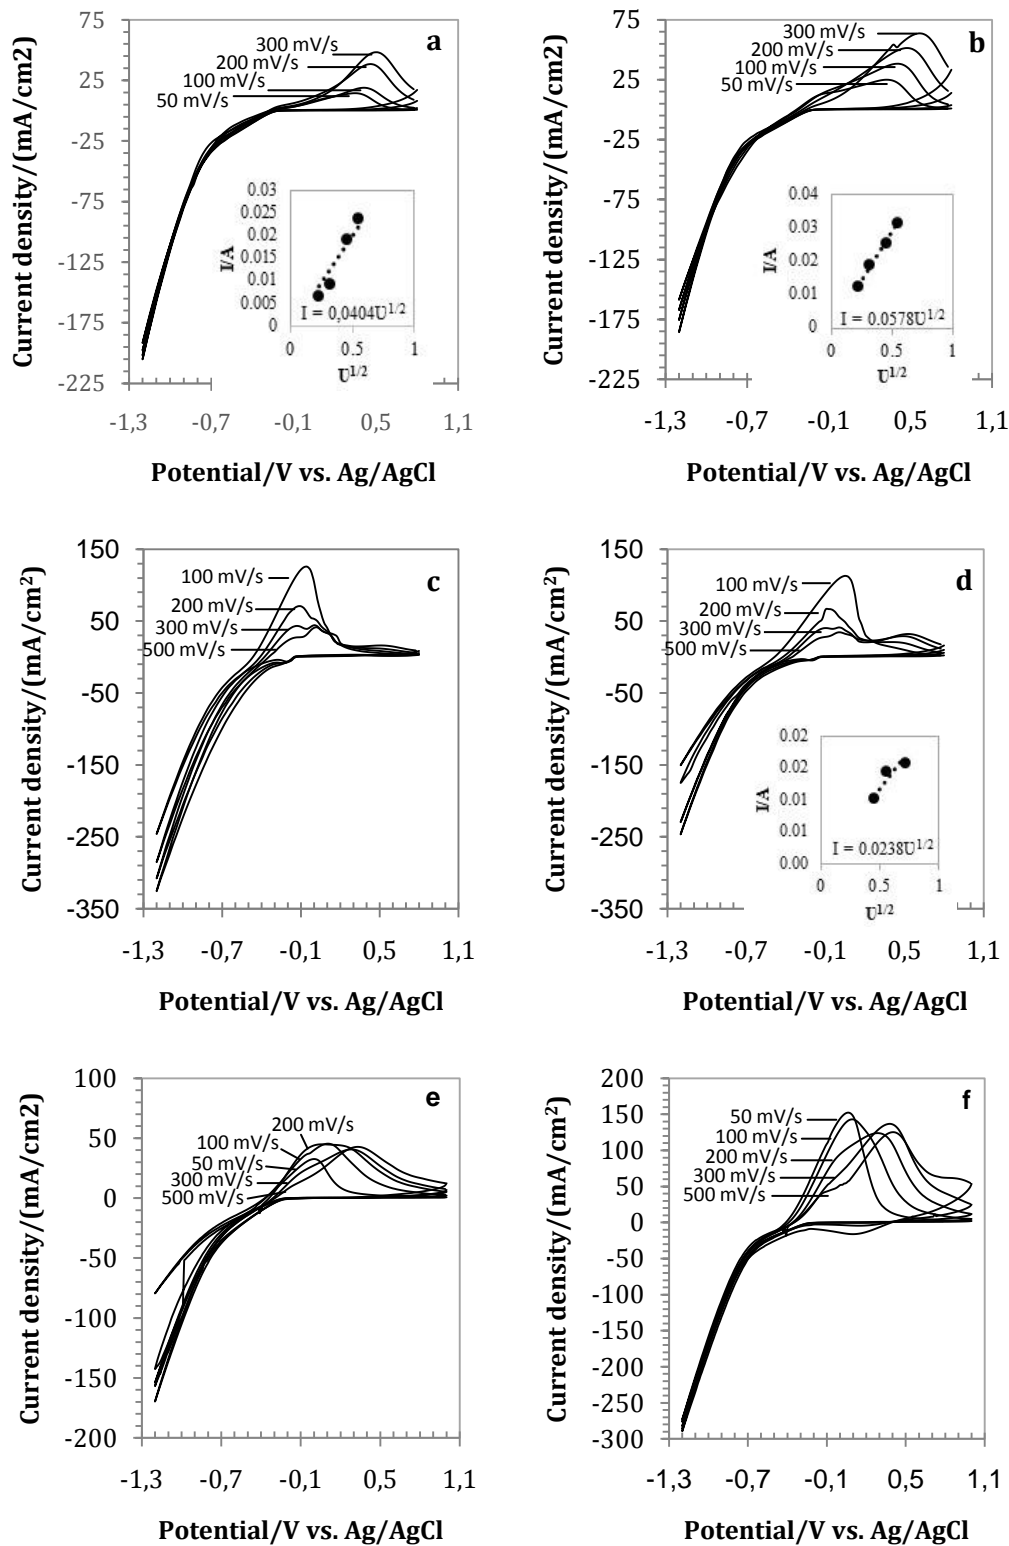 a
Current density/(mA/cm2)
75
25
-25
-75
-125
-175
-225
300 mV/s
200 mV/s
100 mV/s
50 mV/s
I/A
0.03
0.025
0.02
0.015
0.01
0.005
0
I = 0,0404Ʋ1/2
0
0.5
1
Ʋ1/2
-1,3
-0,7
-0,1
0,5
1,1
Potential/V vs. Ag/AgCl
b
Current density/(mA/cm2)
75
25
-25
-75
-125
-175
-225
300 mV/s
200 mV/s
100 mV/s
50 mV/s
I/A
0.04
0.03
0.02
0.01
0
I = 0.0578Ʋ1/2
0
0.5
1
Ʋ1/2
-1,3
-0,7
-0,1
0,5
1,1
Potential/V vs. Ag/AgCl
c
Current density/(mA/cm2)
150
50
-50
-150
-250
-350
100 mV/s
200 mV/s
300 mV/s
500 mV/s
-1,3
-0,7
-0,1
0,5
1,1
Potential/V vs. Ag/AgCl
d
Current density/(mA/cm2)
150
50
-50
-150
-250
-350
100 mV/s
200 mV/s
300 mV/s
500 mV/s
I/A
0.02
0.02
0.01
0.01
0.00
I = 0.0238Ʋ1/2
0
0.5
1
Ʋ1/2
-1,3
-0,7
-0,1
0,5
1,1
Potential/V vs. Ag/AgCl
e
Current density/(mA/cm2)
100
50
0
-50
-100
-150
-200
200 mV/s
100 mV/s
50 mV/s
300 mV/s
500 mV/s
-1,3
-0,7
-0,1
0,5
1,1
Potential/V vs. Ag/AgCl
f
Current density/(mA/cm2)
200
150
100
50
0
-50
-100
-150
-200
-250
-300
50 mV/s
100 mV/s
200 mV/s
300 mV/s
500 mV/s
-1,3
-0,7
-0,1
0,5
1,1
Potential/V vs. Ag/AgCl